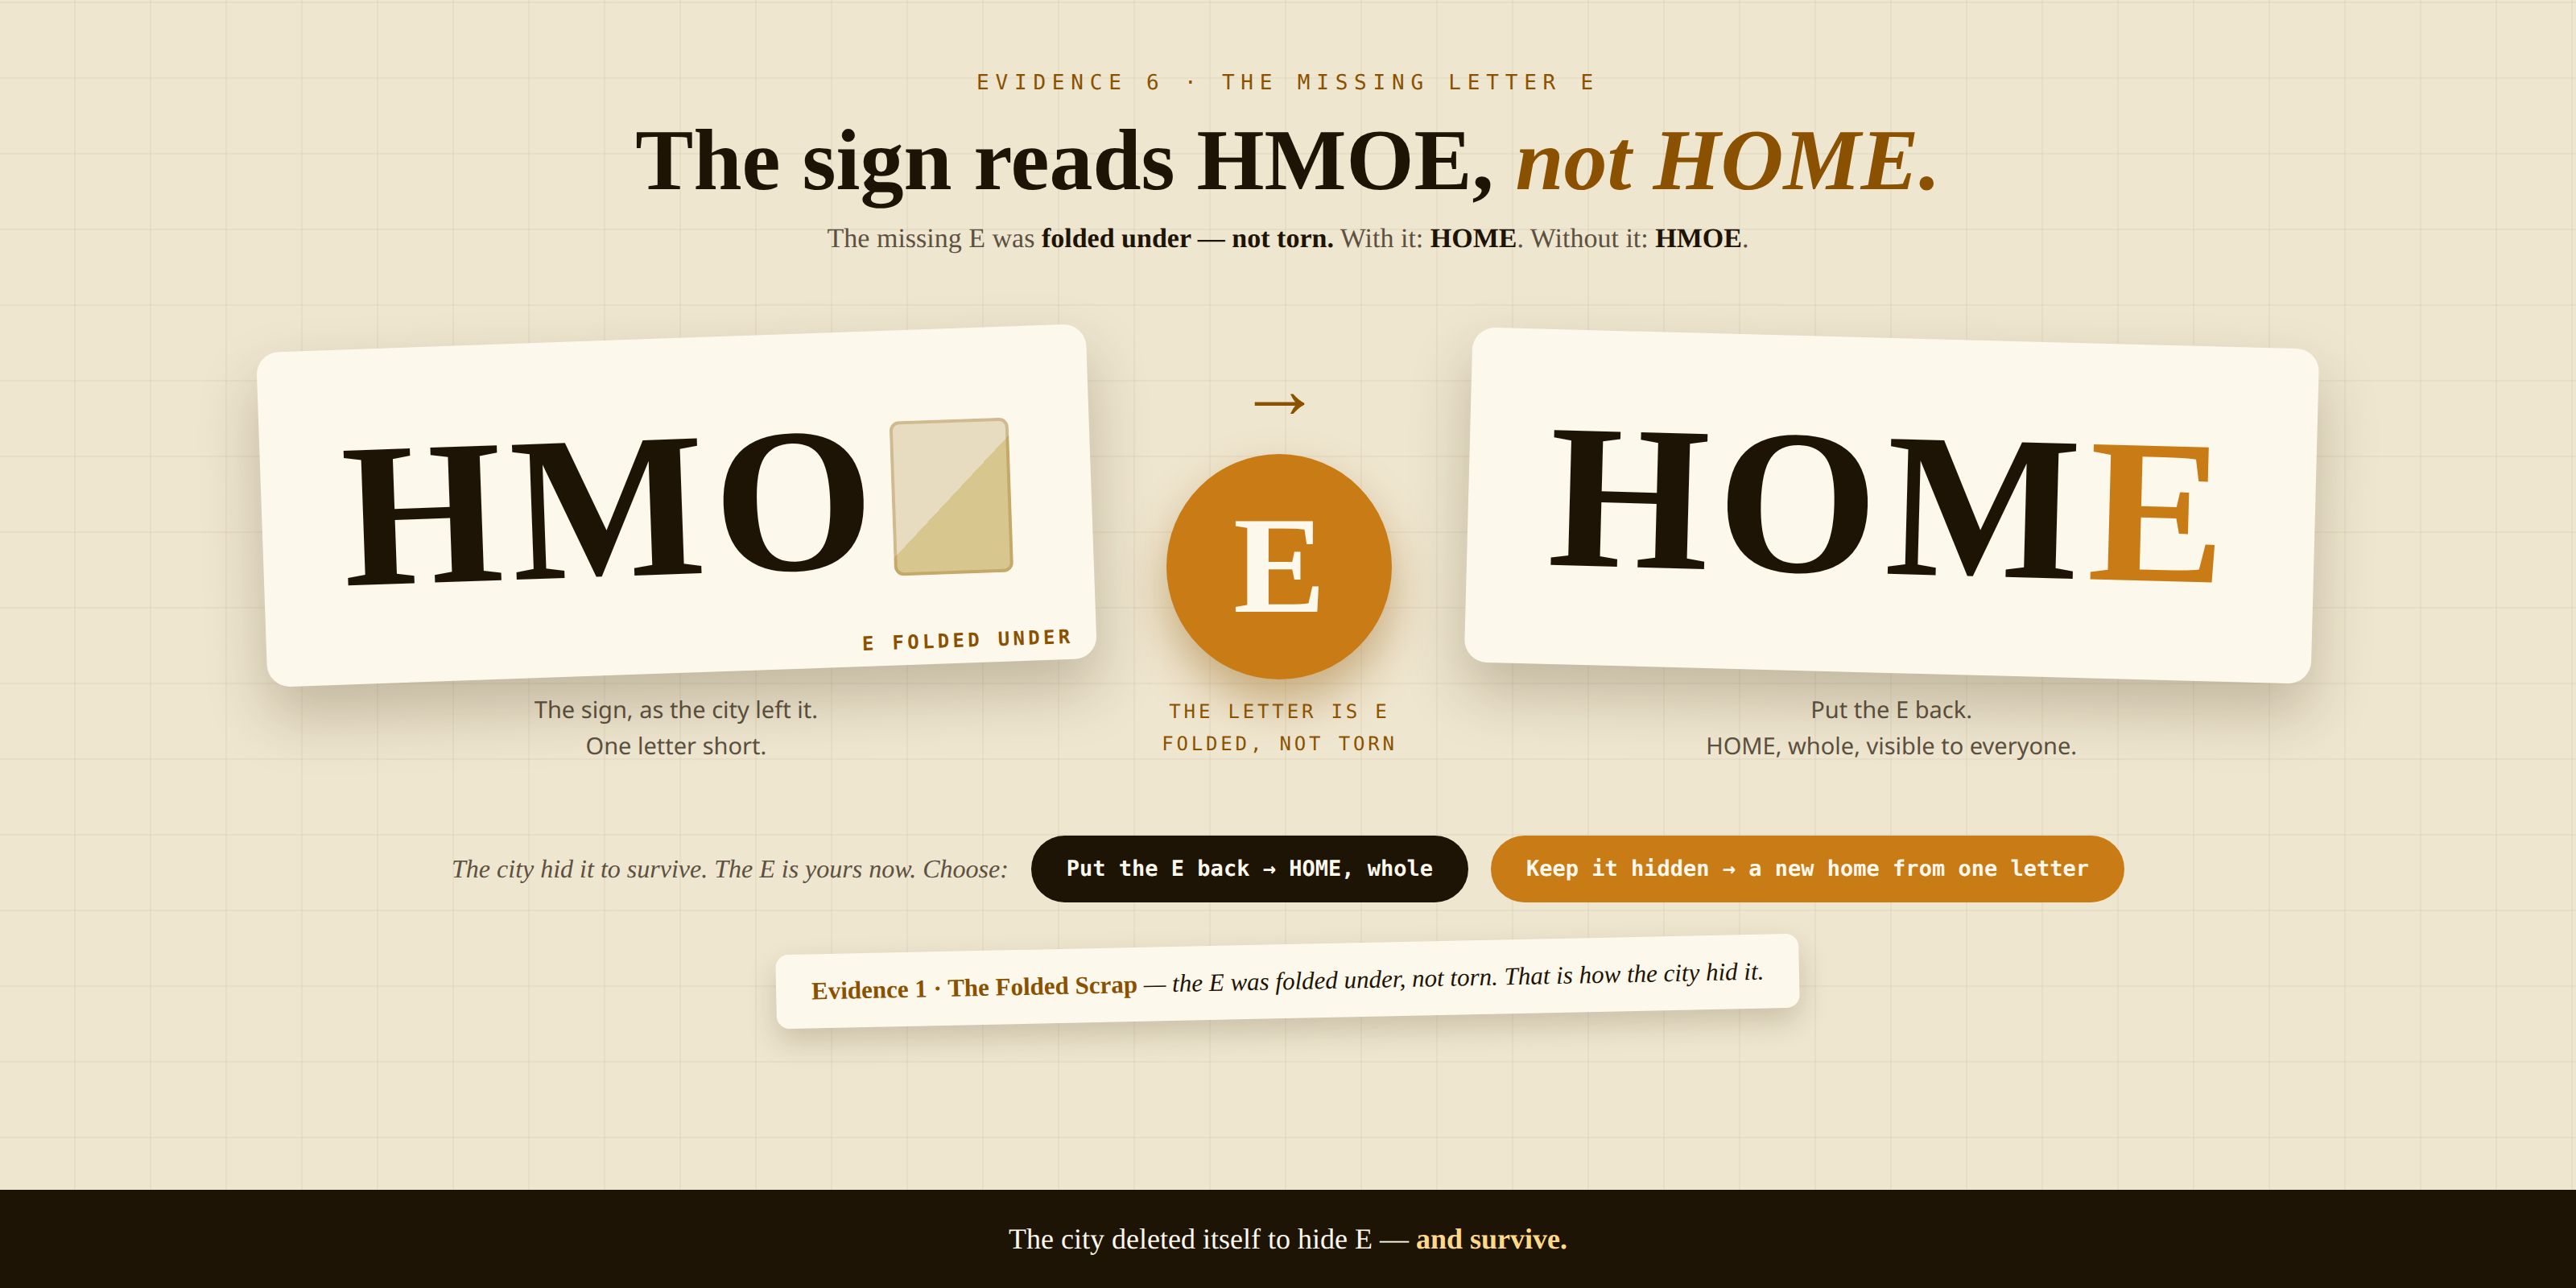 EVIDENCE 6 · THE MISSING LETTER E
The sign reads HMOE, not HOME.
The missing E was folded under — not torn. With it: HOME. Without it: HMOE.
HMO
E FOLDED UNDER
The sign, as the city left it.
One letter short.
→
E
THE LETTER IS E
FOLDED, NOT TORN
HOME
Put the E back.
HOME, whole, visible to everyone.
The city hid it to survive. The E is yours now. Choose:
Put the E back → HOME, whole
Keep it hidden → a new home from one letter
Evidence 1 · The Folded Scrap — the E was folded under, not torn. That is how the city hid it.
The city deleted itself to hide E — and survive.